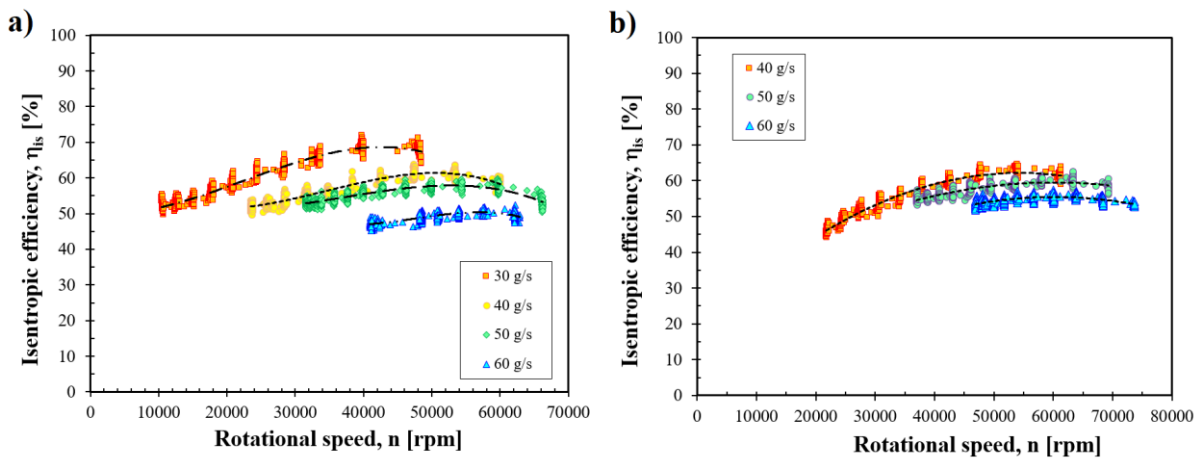 a)
Isentropic efficiency, ηis [%]
100
90
80
70
60
50
40
30
20
10
0
30 g/s
40 g/s
50 g/s
60 g/s
0 10000 20000 30000 40000 50000 60000 70000
Rotational speed, n [rpm]
b)
Isentropic efficiency, ηis [%]
100
90
80
70
60
50
40
30
20
10
0
40 g/s
50 g/s
60 g/s
0 10000 20000 30000 40000 50000 60000 70000 80000
Rotational speed, n [rpm]